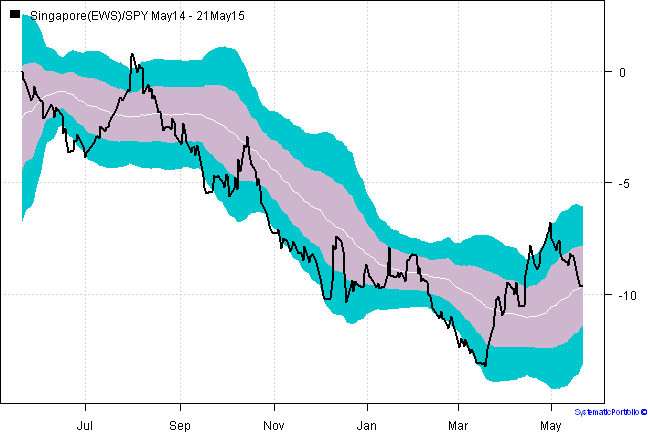 Singapore(EWS)/SPY May14 - 21May15
0
-5
-10
Jul Sep Nov Jan Mar May
SystematicPortfolio ©